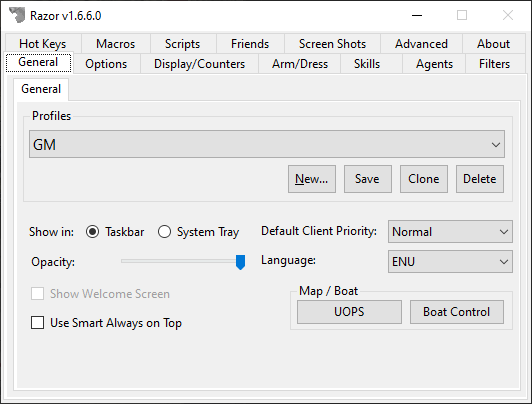 Razor v1.6.6.0
Hot Keys Macros Scripts Friends Screen Shots Advanced About
General Options Display/Counters Arm/Dress Skills Agents Filters
General
Profiles
GM
New... Save Clone Delete
Show in: Taskbar System Tray Default Client Priority: Normal
Opacity: Language: ENU
Show Welcome Screen
Map / Boat
Use Smart Always on Top
UOPS Boat Control